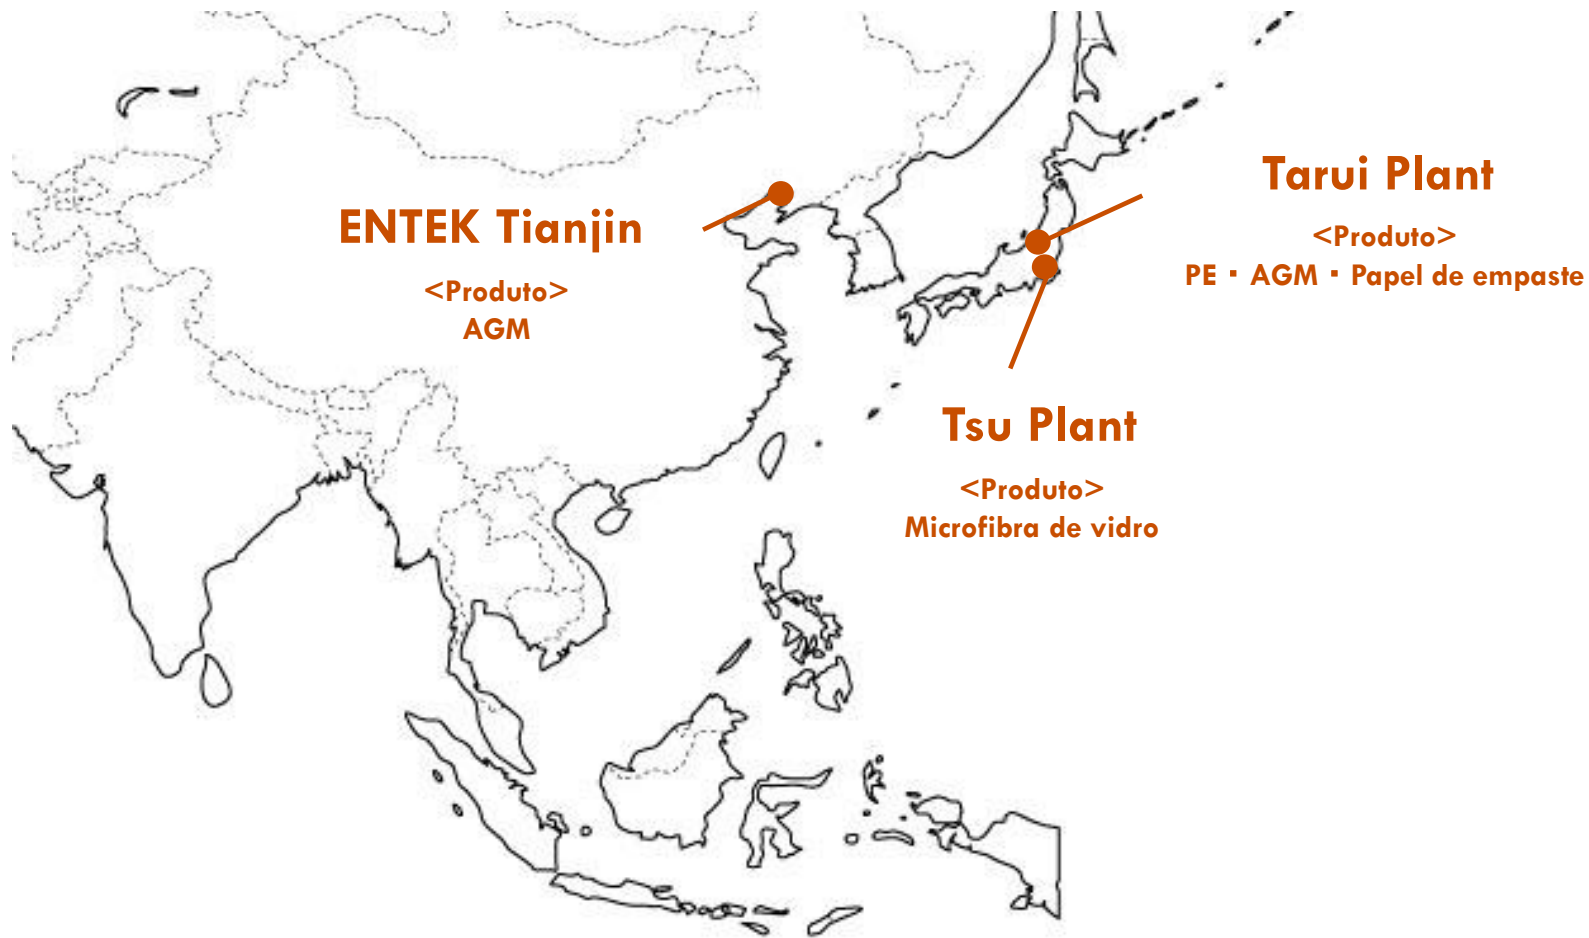 ENTEK Tianjin
<Produto>
AGM
Tarui Plant
<Produto>
PE・AGM・Papel de empaste
Tsu Plant
<Produto>
Microfibra de vidro